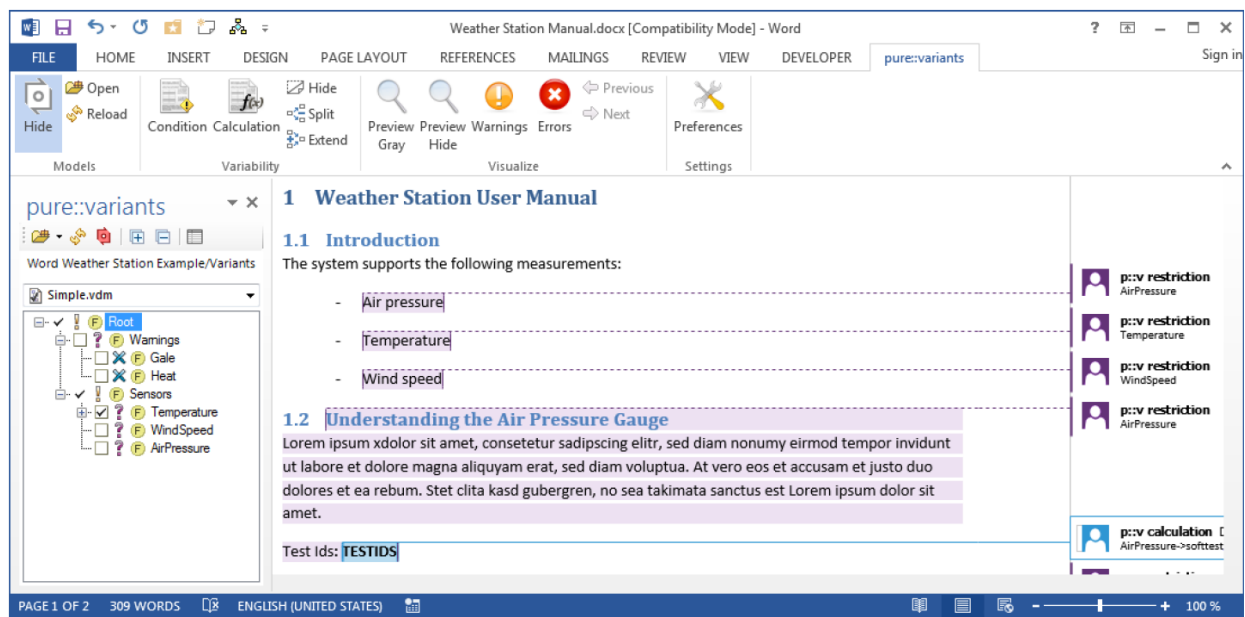 Weather Station Manual.docx [Compatibility Mode] - Word
FILE HOME INSERT DESIGN PAGE LAYOUT REFERENCES MAILINGS REVIEW VIEW DEVELOPER pure::variants Sign in
Hide
Open
Reload
Models
Condition
Calculation
Hide
Split
Extend
Variability
Preview Gray
Preview Hide
Warnings
Errors
Previous
Next
Visualize
Preferences
Settings
pure::variants
Word Weather Station Example/Variants
Simple.vdm
Root
Warnings
Gale
Heat
Sensors
Temperature
WindSpeed
AirPressure
1 Weather Station User Manual
1.1 Introduction
The system supports the following measurements:
- Air pressure
- Temperature
- Wind speed
1.2 Understanding the Air Pressure Gauge
Lorem ipsum xdolor sit amet, consetetur sadipscing elitr, sed diam nonumy eirmod tempor invidunt
ut labore et dolore magna aliquyam erat, sed diam voluptua. At vero eos et accusam et justo duo
dolores et ea rebum. Stet clita kasd gubergren, no sea takimata sanctus est Lorem ipsum dolor sit
amet.
Test Ids: TESTIDS
p::v restriction
AirPressure
p::v restriction
Temperature
p::v restriction
WindSpeed
p::v restriction
AirPressure
p::v calculation
AirPressure->softtest
PAGE 1 OF 2 309 WORDS ENGLISH (UNITED STATES) 100 %